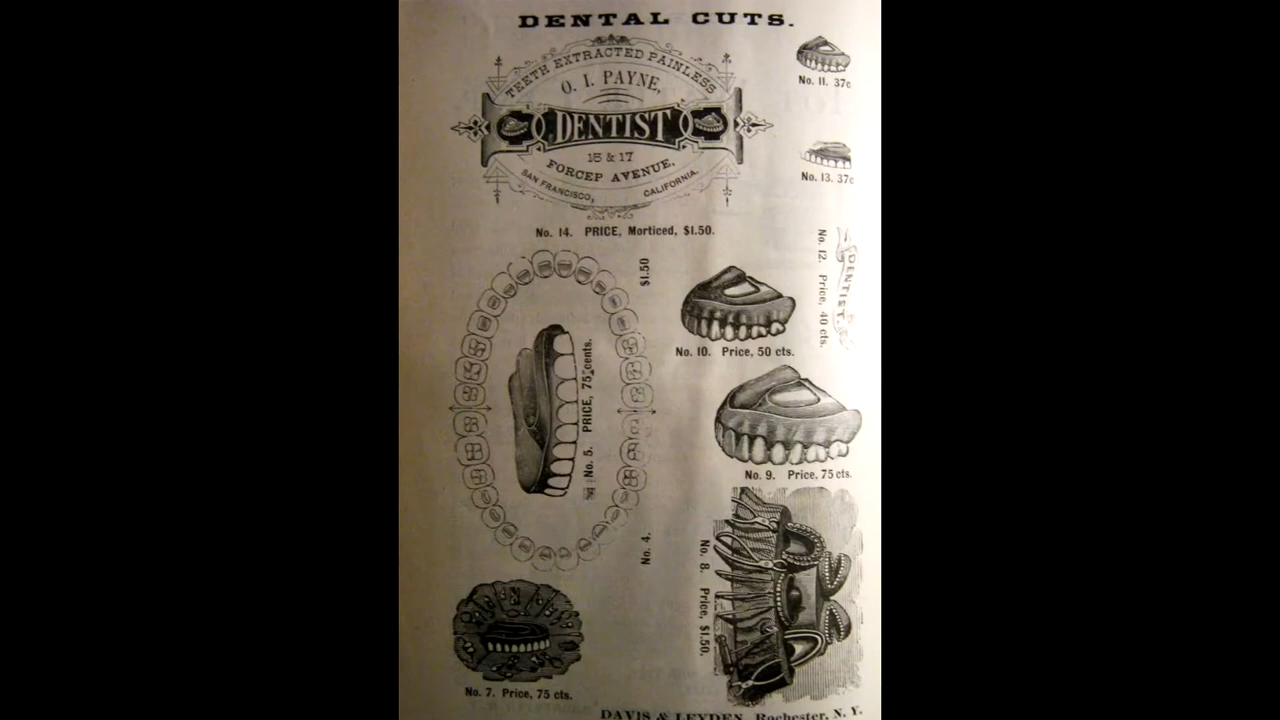 DENTAL CUTS.
TEETH EXTRACTED PAINLESS
O. I. PAYNE,
DENTIST
15 & 17
FORCEP AVENUE,
SAN FRANCISCO, CALIFORNIA.
No. 14. PRICE, Morticed, $1.50.
No. 11. 37c
No. 13. 37c
DENTIST.
No. 12. Price, 40 cts.
No. 4. $1.50
No. 5. PRICE, 75 cents.
No. 10. Price, 50 cts.
No. 9. Price, 75 cts.
No. 8. Price, $1.50.
No. 7. Price, 75 cts.
DAVIS & LEYDEN, Rochester, N. Y.